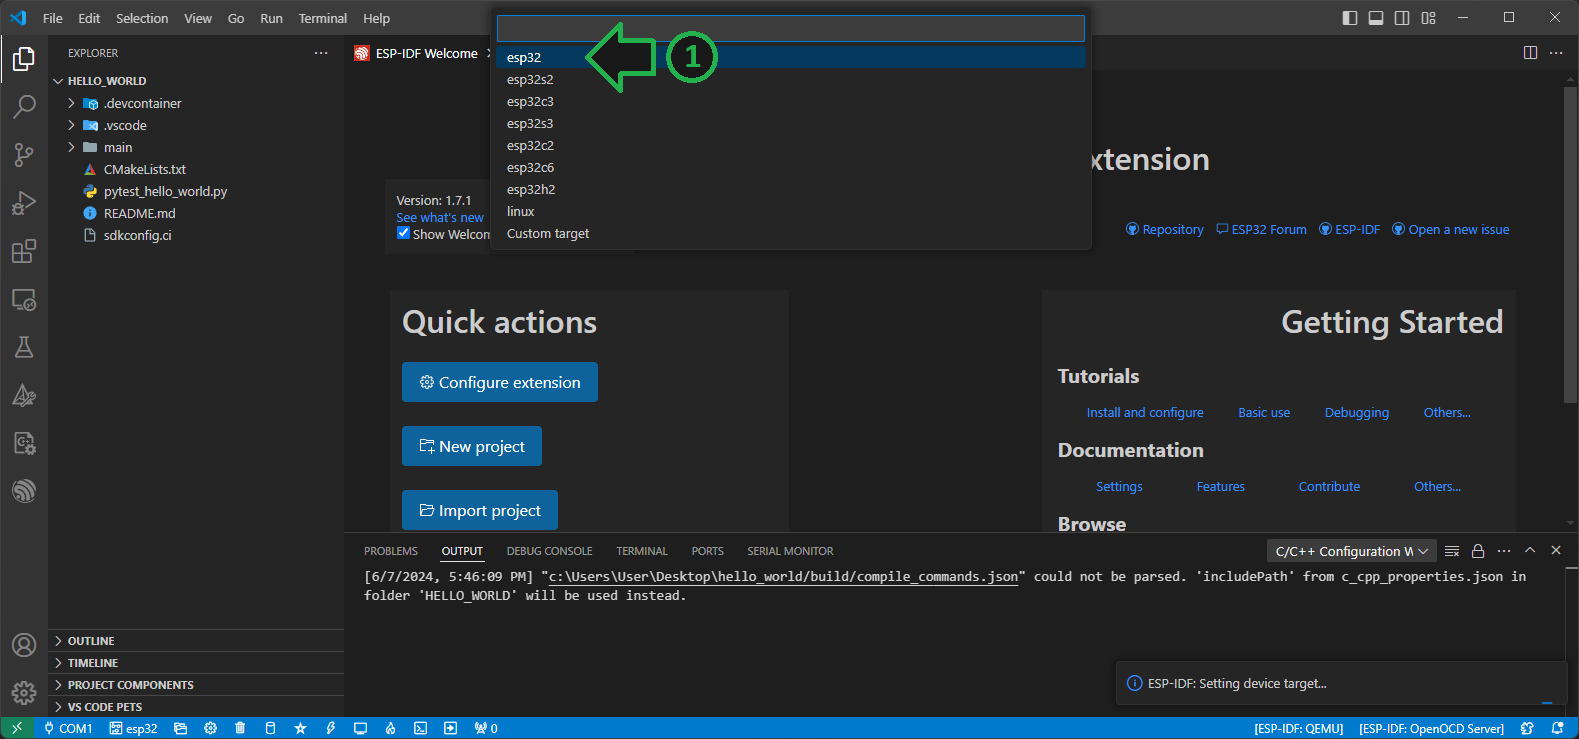 File Edit Selection View Go Run Terminal Help
EXPLORER
HELLO_WORLD
.devcontainer
.vscode
main
CMakeLists.txt
pytest_hello_world.py
README.md
sdkconfig.ci
OUTLINE
TIMELINE
PROJECT COMPONENTS
VS CODE PETS
ESP-IDF Welcome
esp32
1
esp32s2
esp32c3
esp32s3
esp32c2
esp32c6
esp32h2
linux
Custom target
xtension
Version: 1.7.1
See what's new
Show Welcom
Repository ESP32 Forum ESP-IDF Open a new issue
Quick actions
Configure extension
New project
Import project
Getting Started
Tutorials
Install and configure Basic use Debugging Others...
Documentation
Settings Features Contribute Others...
Browse
PROBLEMS OUTPUT DEBUG CONSOLE TERMINAL PORTS SERIAL MONITOR
C/C++ Configuration W
[6/7/2024, 5:46:09 PM] "c:\Users\User\Desktop\hello_world/build/compile_commands.json" could not be parsed. 'includePath' from c_cpp_properties.json in
folder 'HELLO_WORLD' will be used instead.
ESP-IDF: Setting device target...
COM1 esp32 0 [ESP-IDF: QEMU] [ESP-IDF: OpenOCD Server]